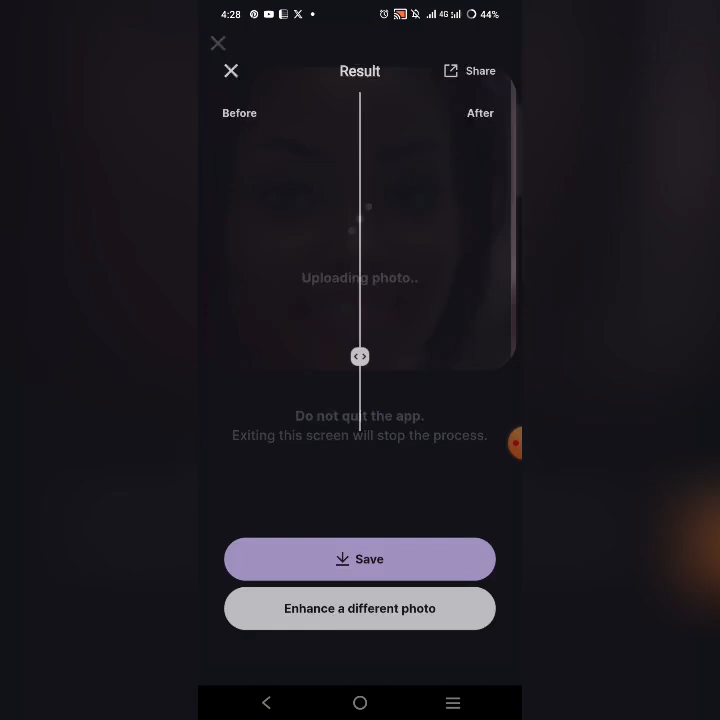 4:28 4G 44%
Result
Share
Before
After
Uploading photo..
Do not quit the app.
Exiting this screen will stop the process.
Save
Enhance a different photo